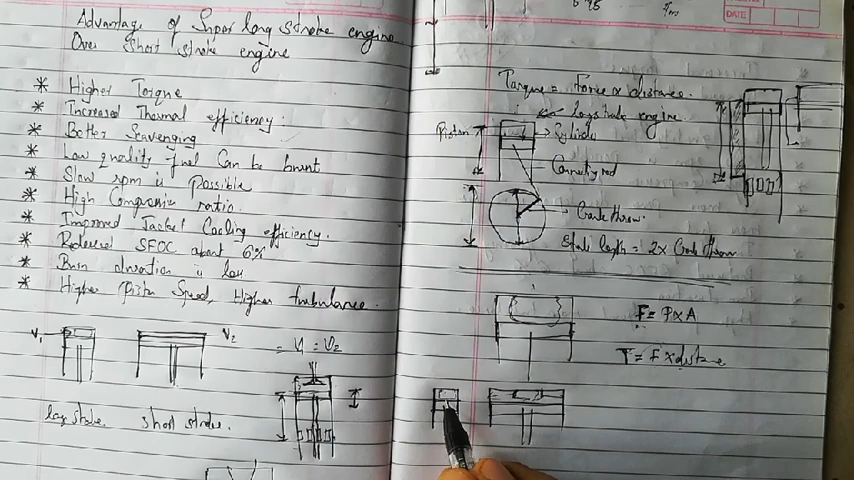 Advantage of Super long stroke engine
Over Short stroke engine
* Higher Torque
* Increased Thermal efficiency.
* Better Scavenging
* Low quality fuel Can be burnt
* Slow rpm is possible
* High Compression ratio.
* Improved Jacket Cooling efficiency.
* Reduced SFOC about 6%
* Burn duration is low
* Higher Piston Speed, Higher turbulance.
V1
V2
= V1 = V2
long stroke. short stroke.
DATE
Torque = Force x distance.
Long stroke engine.
Piston
Cylinder
Connecting rod
Crank throw.
Stroke length = 2x Crank throw
F = P x A
T = F x distance